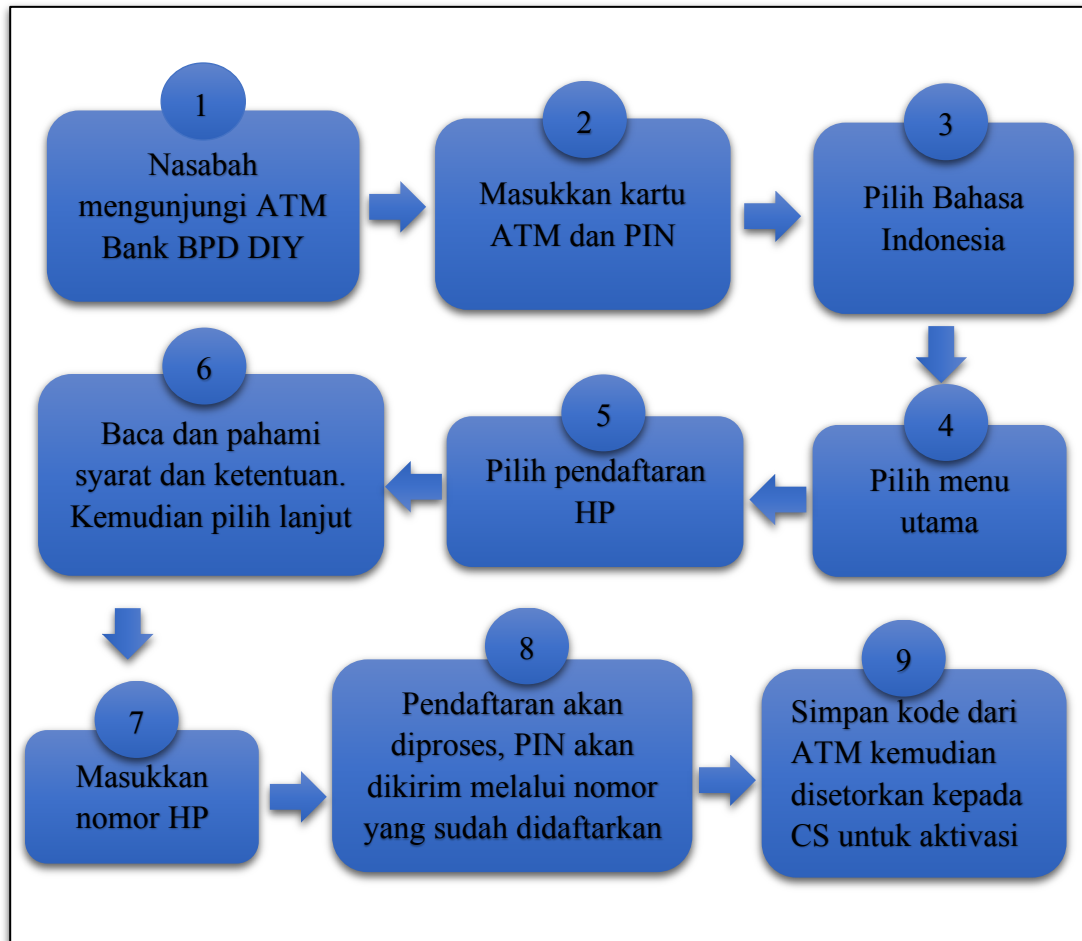 1
Nasabah
mengunjungi ATM
Bank BPD DIY
2
Masukkan kartu
ATM dan PIN
3
Pilih Bahasa
Indonesia
4
Pilih menu
utama
5
Pilih pendaftaran
HP
6
Baca dan pahami
syarat dan ketentuan.
Kemudian pilih lanjut
7
Masukkan
nomor HP
8
Pendaftaran akan
diproses, PIN akan
dikirim melalui nomor
yang sudah didaftarkan
9
Simpan kode dari
ATM kemudian
disetorkan kepada
CS untuk aktivasi